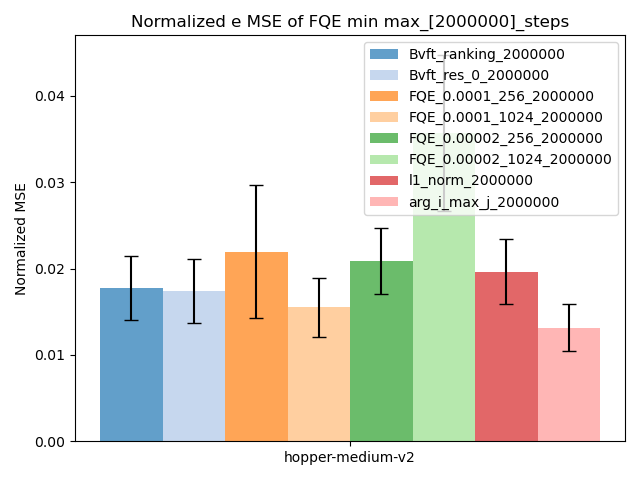 Normalized e MSE of FQE min max_[2000000]_steps
Normalized MSE
0.04
0.03
0.02
0.01
0.00
Bvft_ranking_2000000
Bvft_res_0_2000000
FQE_0.0001_256_2000000
FQE_0.0001_1024_2000000
FQE_0.00002_256_2000000
FQE_0.00002_1024_2000000
l1_norm_2000000
arg_i_max_j_2000000
hopper-medium-v2